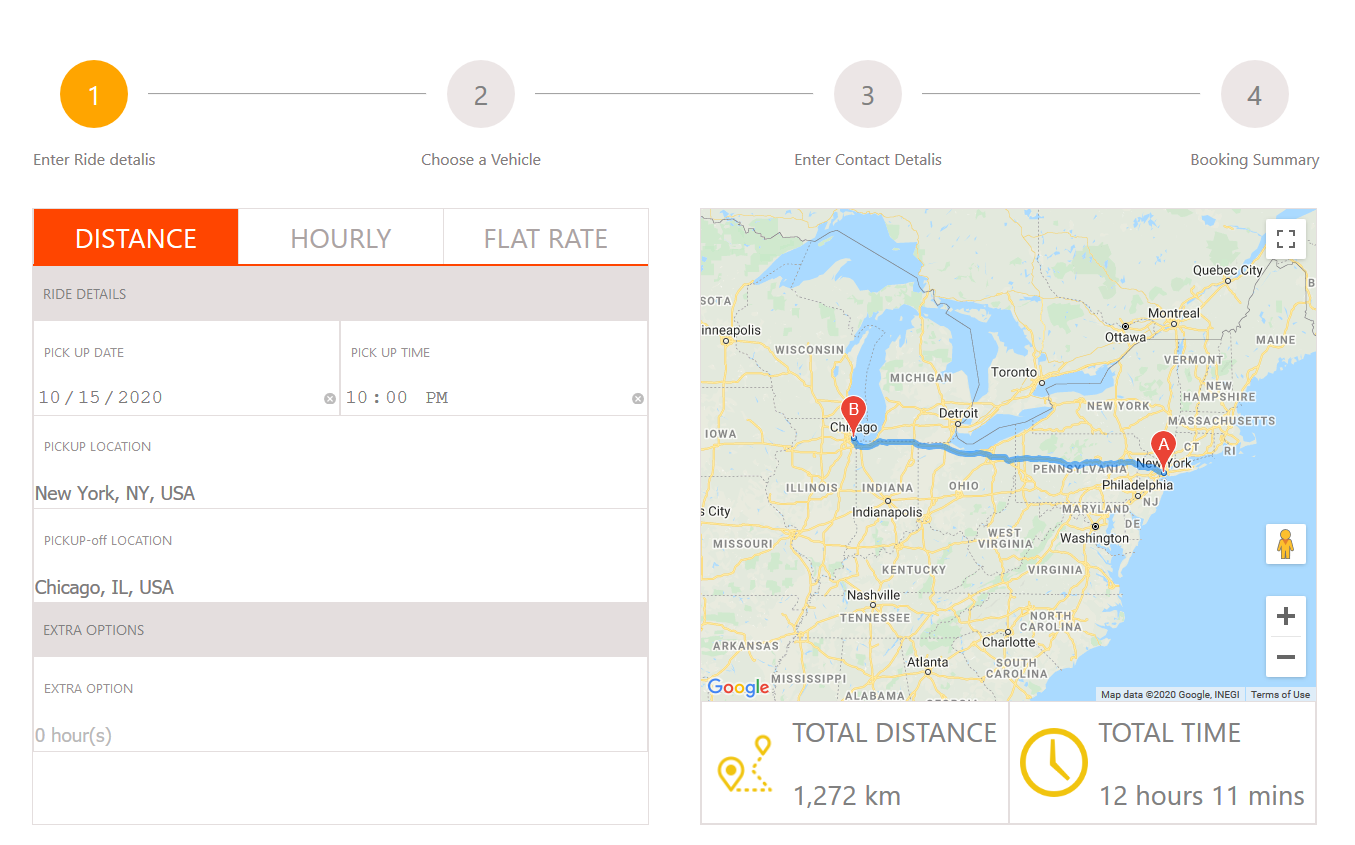 1
2
3
4
Enter Ride detalis
Choose a Vehicle
Enter Contact Detalis
Booking Summary
DISTANCE
HOURLY
FLAT RATE
RIDE DETAILS
PICK UP DATE
PICK UP TIME
10/15/2020
10:00 PM
PICKUP LOCATION
New York, NY, USA
PICKUP-off LOCATION
Chicago, IL, USA
EXTRA OPTIONS
EXTRA OPTION
0 hour(s)
Quebec City
SOTA
B
Montreal
inneapolis
Ottawa
MAINE
WISCONSIN
VERMONT
Toronto
MICHIGAN
NEW
HAMPSHIRE
B
Detroit
NEW YORK
MASSACHUSETTS
Chicago
IOWA
A
CT
RI
New York
PENNSYLVANIA
ILLINOIS
INDIANA
OHIO
Philadelphia
NJ
s City
Indianapolis
MARYLAND
DE
WEST
VIRGINIA
Washington
MISSOURI
KENTUCKY
VIRGINIA
Nashville
TENNESSEE
NORTH
CAROLINA
Charlotte
ARKANSAS
Atlanta
SOUTH
CAROLINA
Google
MISSISSIPPI
ALABAMA
Map data ©2020 Google, INEGI
Terms of Use
TOTAL DISTANCE
1,272 km
TOTAL TIME
12 hours 11 mins